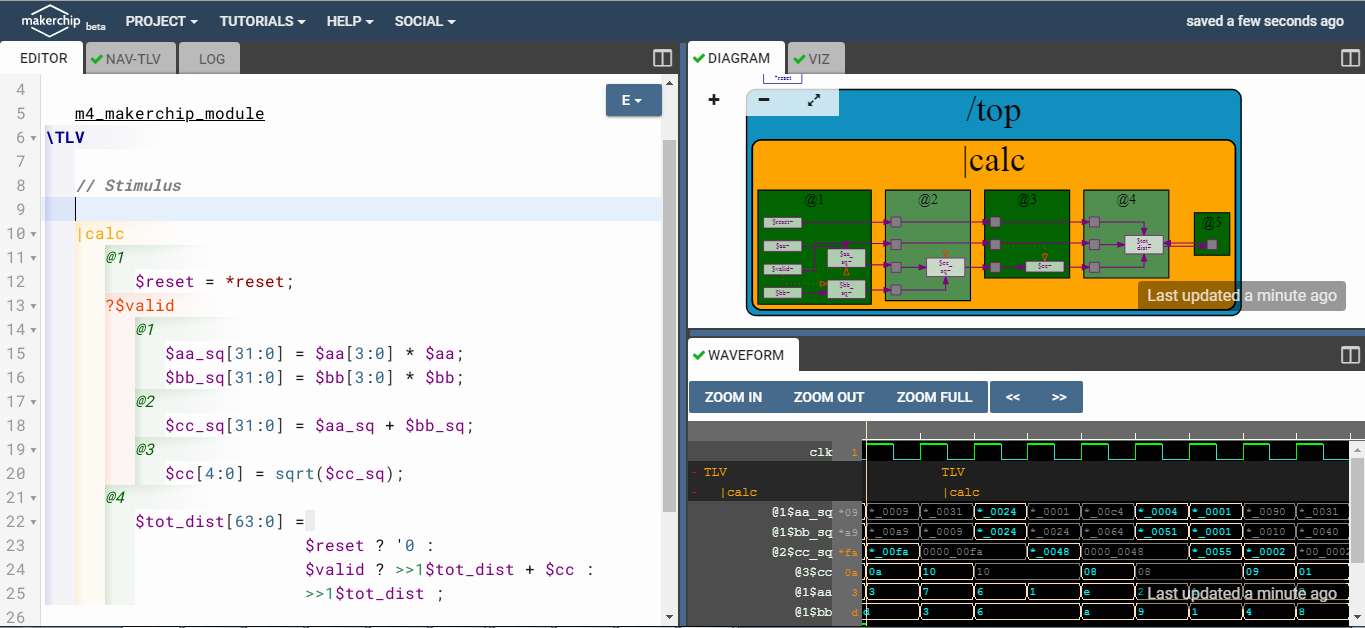 makerchip beta PROJECT TUTORIALS HELP SOCIAL saved a few seconds ago
EDITOR NAV-TLV LOG
4
5 m4_makerchip_module
6 \TLV
7
8 // Stimulus
9
10 |calc
11 @1
12 $reset = *reset;
13 ?$valid
14 @1
15 $aa_sq[31:0] = $aa[3:0] * $aa;
16 $bb_sq[31:0] = $bb[3:0] * $bb;
17 @2
18 $cc_sq[31:0] = $aa_sq + $bb_sq;
19 @3
20 $cc[4:0] = sqrt($cc_sq);
21 @4
22 $tot_dist[63:0] =
23 $reset ? '0 :
24 $valid ? >>1$tot_dist + $cc :
25 >>1$tot_dist ;
26
E
DIAGRAM VIZ
*reset
/top
|calc
@1 @2 @3 @4 @5
Last updated a minute ago
WAVEFORM
ZOOM IN ZOOM OUT ZOOM FULL << >>
clk 1
- TLV TLV
- |calc |calc
@1$aa_sq *09 *_0009 *_0031 *_0024 *_0001 *_00c4 *_0004 *_0001 *_0090 *_0031
@1$bb_sq *a9 *_00a9 *_0009 *_0024 *_0024 *_0064 *_0051 *_0001 *_0010 *_0040
@2$cc_sq *fa *_00fa 0000_00fa *_0048 0000_0048 *_0055 *_0002 *00_0002
@3$cc 0a 0a 10 10 08 08 09 01
@1$aa 3 3 7 6 1 e 2
@1$bb d d 3 6 a 9 1 4 8
Last updated a minute ago